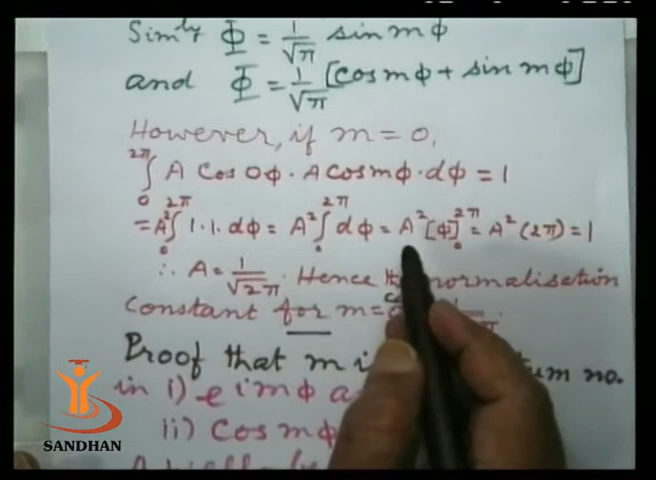 Simly Φ = 1/√π sin mφ
and Φ = 1/√π [cos mφ + sin mφ]
However, if m = 0,
∫₀^2π A Cos 0φ · A cos mφ · dφ = 1
= A² ∫₀^2π 1·1·dφ = A² ∫₀^2π dφ = A² [φ]₀^2π = A² (2π) = 1
∴ A = 1/√2π · Hence normalisation
Constant for m =
Proof that m i um no.
in i) e imφ a
ii) Cos mφ
SANDHAN